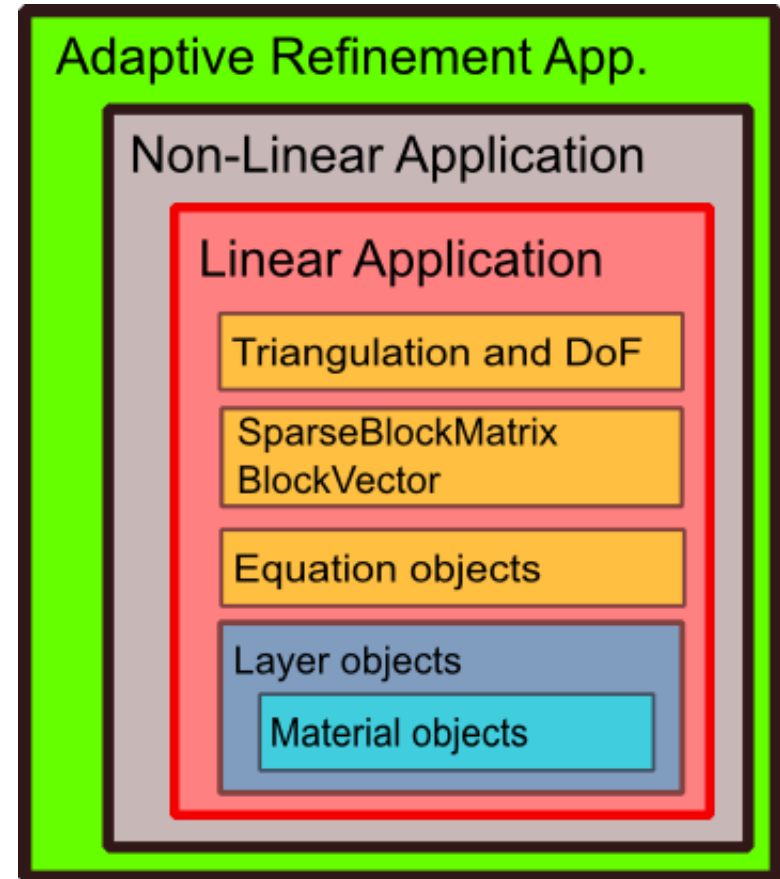 Adaptive Refinement App.
Non-Linear Application
Linear Application
Triangulation and DoF
SparseBlockMatrix
BlockVector
Equation objects
Layer objects
Material objects